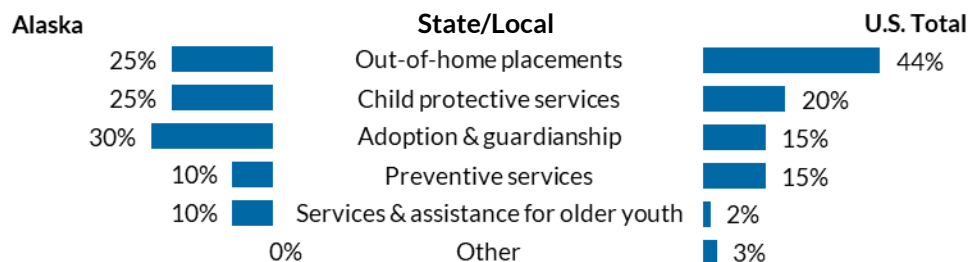 Alaska State/Local U.S. Total
25% Out-of-home placements 44%
25% Child protective services 20%
30% Adoption & guardianship 15%
10% Preventive services 15%
10% Services & assistance for older youth 2%
0% Other 3%